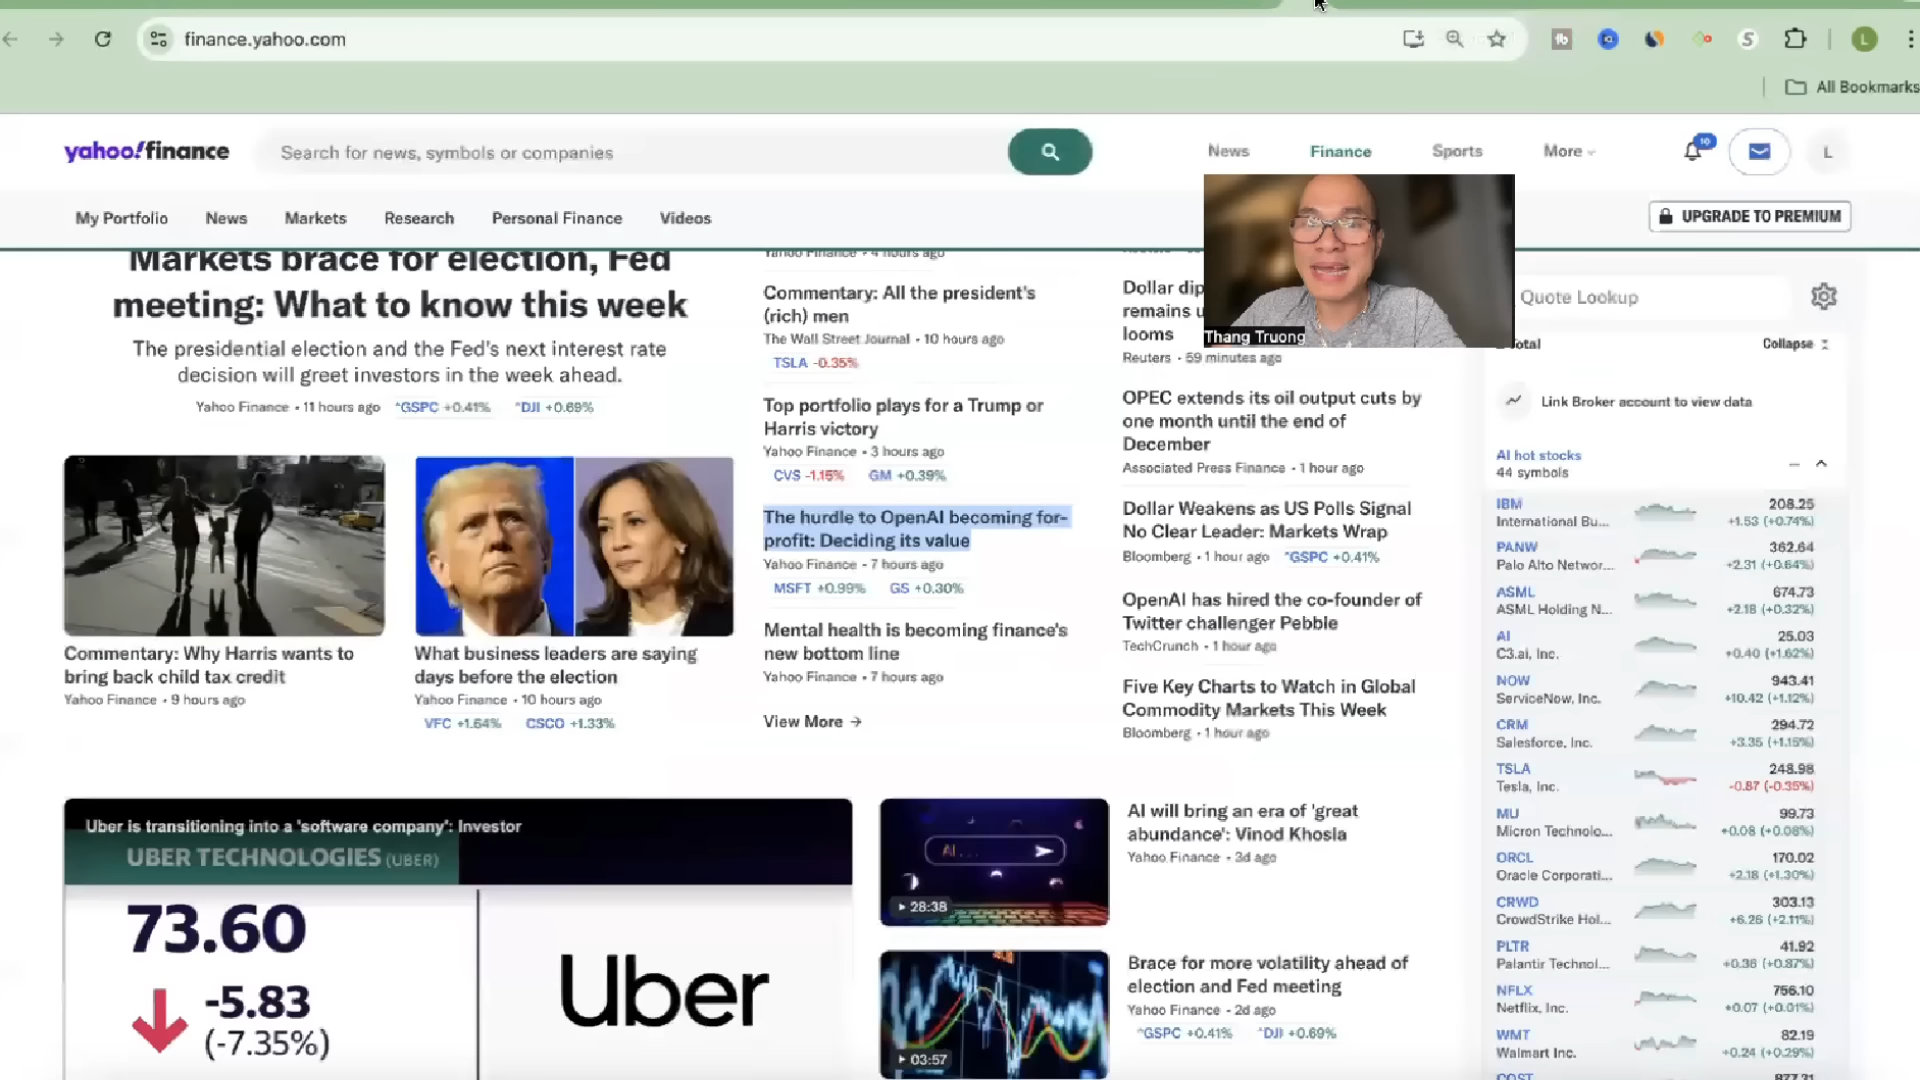 finance.yahoo.com
All Bookmarks
yahoo!finance
Search for news, symbols or companies
News
Finance
Sports
More
10
L
L
My Portfolio
News
Markets
Research
Personal Finance
Videos
UPGRADE TO PREMIUM
Markets brace for election, Fed
meeting: What to know this week
The presidential election and the Fed's next interest rate
decision will greet investors in the week ahead.
Yahoo Finance • 11 hours ago ^GSPC +0.41% ^DJI +0.69%
Commentary: Why Harris wants to
bring back child tax credit
Yahoo Finance • 9 hours ago
What business leaders are saying
days before the election
Yahoo Finance • 10 hours ago
VFC +1.64% CSCO +1.33%
Yahoo Finance • 4 hours ago
Commentary: All the president's
(rich) men
The Wall Street Journal • 10 hours ago
TSLA -0.35%
Top portfolio plays for a Trump or
Harris victory
Yahoo Finance • 3 hours ago
CVS -1.15% GM +0.39%
The hurdle to OpenAI becoming for-
profit: Deciding its value
Yahoo Finance • 7 hours ago
MSFT +0.99% GS +0.30%
Mental health is becoming finance's
new bottom line
Yahoo Finance • 7 hours ago
View More →
Dollar dip
remains u
looms
Reuters • 59 minutes ago
OPEC extends its oil output cuts by
one month until the end of
December
Associated Press Finance • 1 hour ago
Dollar Weakens as US Polls Signal
No Clear Leader: Markets Wrap
Bloomberg • 1 hour ago ^GSPC +0.41%
OpenAI has hired the co-founder of
Twitter challenger Pebble
TechCrunch • 1 hour ago
Five Key Charts to Watch in Global
Commodity Markets This Week
Bloomberg • 1 hour ago
Thang Truong
Quote Lookup
Total
Collapse
Link Broker account to view data
AI hot stocks
44 symbols
IBM 208.25
International Bu... +1.53 (+0.74%)
PANW 362.64
Palo Alto Networ... +2.31 (+0.64%)
ASML 674.73
ASML Holding N... +2.18 (+0.32%)
AI 25.03
C3.ai, Inc. +0.40 (+1.62%)
NOW 943.41
ServiceNow, Inc. +10.42 (+1.12%)
CRM 294.72
Salesforce, Inc. +3.35 (+1.15%)
TSLA 248.98
Tesla, Inc. -0.87 (-0.35%)
MU 99.73
Micron Technolo... +0.08 (+0.08%)
ORCL 170.02
Oracle Corporati... +2.18 (+1.30%)
CRWD 303.13
CrowdStrike Hol... +6.26 (+2.11%)
PLTR 41.92
Palantir Technol... +0.36 (+0.87%)
NFLX 756.10
Netflix, Inc. +0.07 (+0.01%)
WMT 82.19
Walmart Inc. +0.24 (+0.29%)
COST
Uber is transitioning into a 'software company': Investor
UBER TECHNOLOGIES (UBER)
73.60
-5.83
(-7.35%)
Uber
AI...
28:38
AI will bring an era of 'great
abundance': Vinod Khosla
Yahoo Finance • 3d ago
03:57
Brace for more volatility ahead of
election and Fed meeting
Yahoo Finance • 2d ago
^GSPC +0.41% ^DJI +0.69%